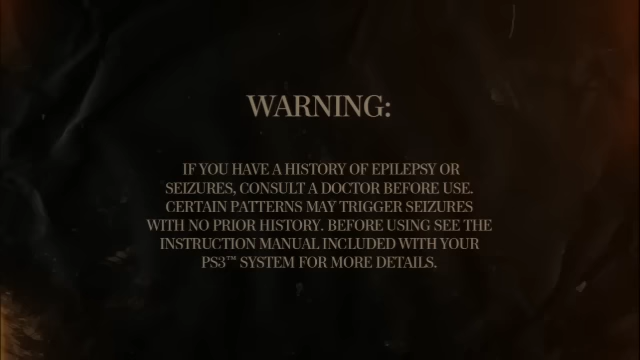 WARNING:
IF YOU HAVE A HISTORY OF EPILEPSY OR
SEIZURES, CONSULT A DOCTOR BEFORE USE.
CERTAIN PATTERNS MAY TRIGGER SEIZURES
WITH NO PRIOR HISTORY. BEFORE USING SEE THE
INSTRUCTION MANUAL INCLUDED WITH YOUR
PS3™ SYSTEM FOR MORE DETAILS.